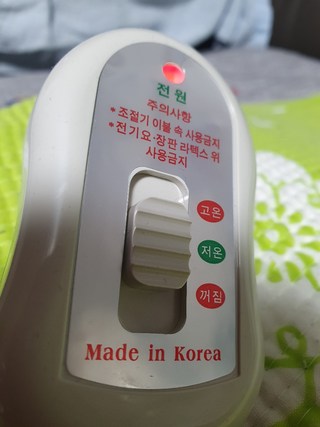 전원
주의사항
*조절기 이불 속 사용금지
*전기요·장판 라텍스 위
사용금지
고온
저온
꺼짐
Made in Korea